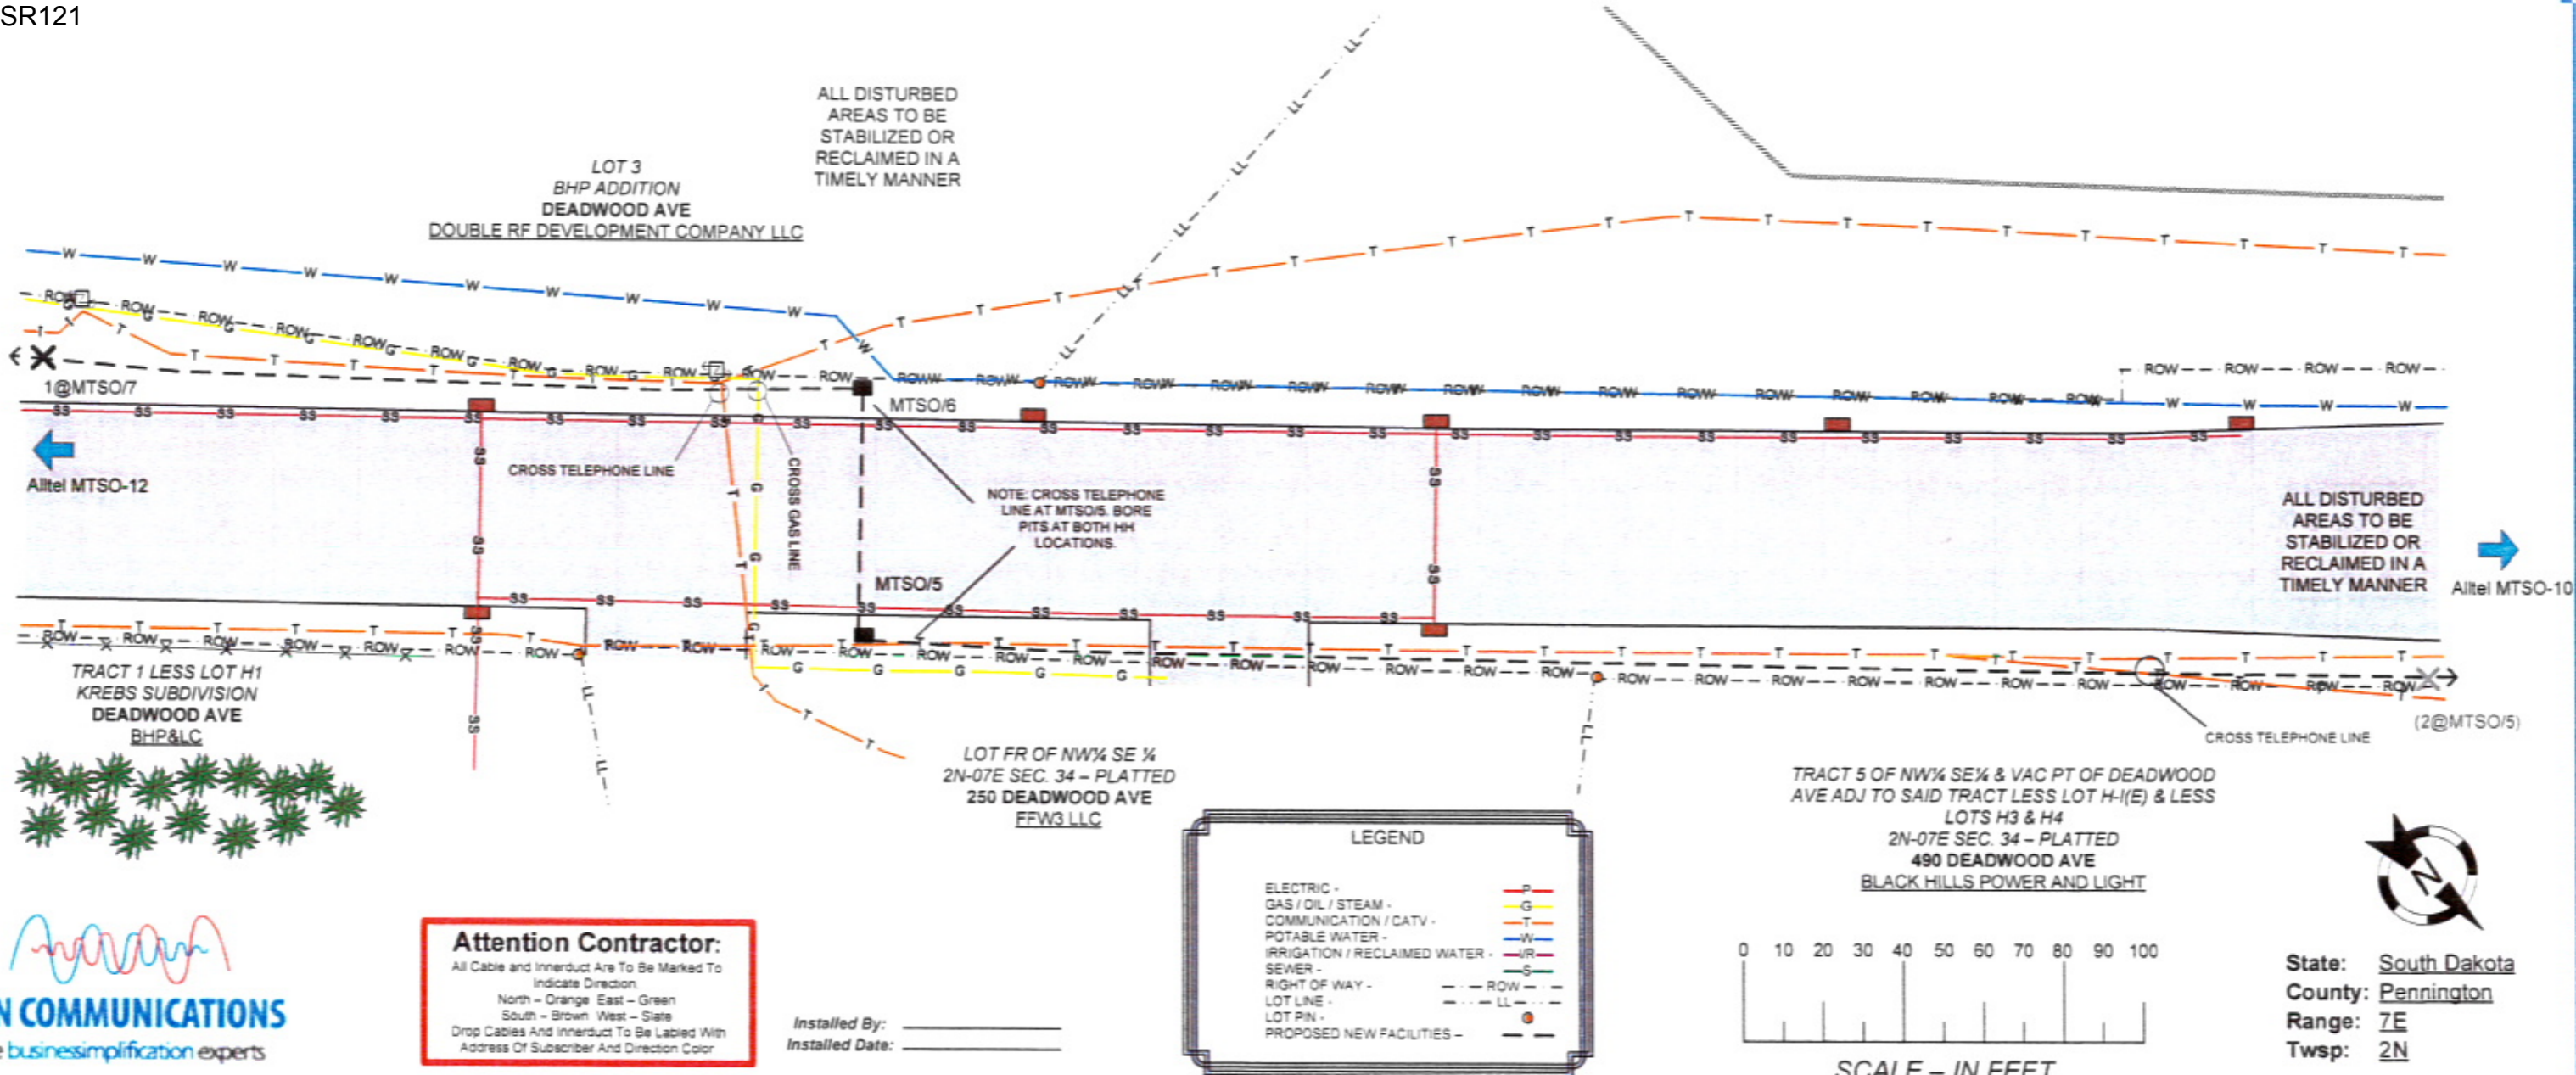 SR121
ALL DISTURBED
AREAS TO BE
STABILIZED OR
RECLAIMED IN A
TIMELY MANNER
LOT 3
BHP ADDITION
DEADWOOD AVE
DOUBLE RF DEVELOPMENT COMPANY LLC
1@MTSO/7
MTSO/6
Alltel MTSO-12
CROSS TELEPHONE LINE
CROSS GAS LINE
NOTE: CROSS TELEPHONE
LINE AT MTSO/5. BORE
PITS AT BOTH HH
LOCATIONS.
MTSO/5
ALL DISTURBED
AREAS TO BE
STABILIZED OR
RECLAIMED IN A
TIMELY MANNER
Alltel MTSO-10
TRACT 1 LESS LOT H1
KREBS SUBDIVISION
DEADWOOD AVE
BHP&LC
LOT FR OF NW¼ SE ¼
2N-07E SEC. 34 – PLATTED
250 DEADWOOD AVE
FFW3 LLC
(2@MTSO/5)
CROSS TELEPHONE LINE
TRACT 5 OF NW¼ SE¼ & VAC PT OF DEADWOOD
AVE ADJ TO SAID TRACT LESS LOT H-I(E) & LESS
LOTS H3 & H4
2N-07E SEC. 34 – PLATTED
490 DEADWOOD AVE
BLACK HILLS POWER AND LIGHT
N
LEGEND
ELECTRIC - P
GAS / OIL / STEAM - G
COMMUNICATION / CATV - T
POTABLE WATER - W
IRRIGATION / RECLAIMED WATER - I/R
SEWER - S
RIGHT OF WAY - ROW
LOT LINE - LL
LOT PIN -
PROPOSED NEW FACILITIES –
N COMMUNICATIONS
e businessimplification experts
Attention Contractor:
All Cable and Innerduct Are To Be Marked To
Indicate Direction.
North – Orange East – Green
South – Brown West – Slate
Drop Cables And Innerduct To Be Labled With
Address Of Subscriber And Direction Color
Installed By:
Installed Date:
0 10 20 30 40 50 60 70 80 90 100
SCALE – IN FEET
State: South Dakota
County: Pennington
Range: 7E
Twsp: 2N